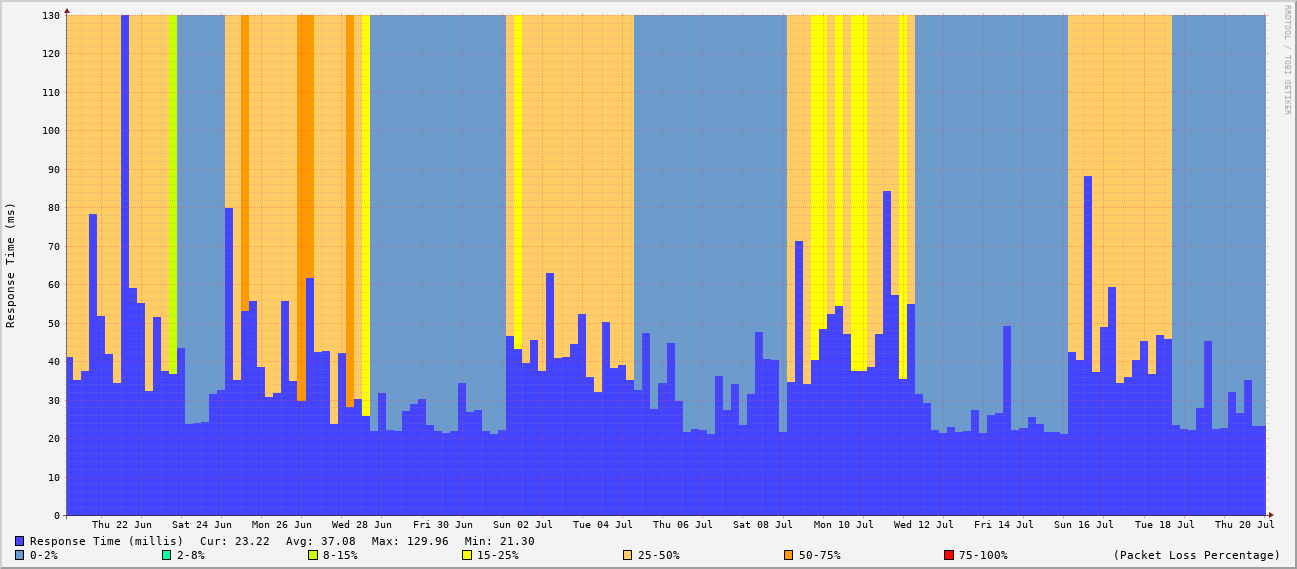 130
120
110
100
90
80
70
60
50
40
30
20
10
0
Response Time (ms)
RRDTOOL / TOBI OETIKER
Thu 22 Jun Sat 24 Jun Mon 26 Jun Wed 28 Jun Fri 30 Jun Sun 02 Jul Tue 04 Jul Thu 06 Jul Sat 08 Jul Mon 10 Jul Wed 12 Jul Fri 14 Jul Sun 16 Jul Tue 18 Jul Thu 20 Jul
Response Time (millis) Cur: 23.22 Avg: 37.08 Max: 129.96 Min: 21.30
0-2% 2-8% 8-15% 15-25% 25-50% 50-75% 75-100% (Packet Loss Percentage)